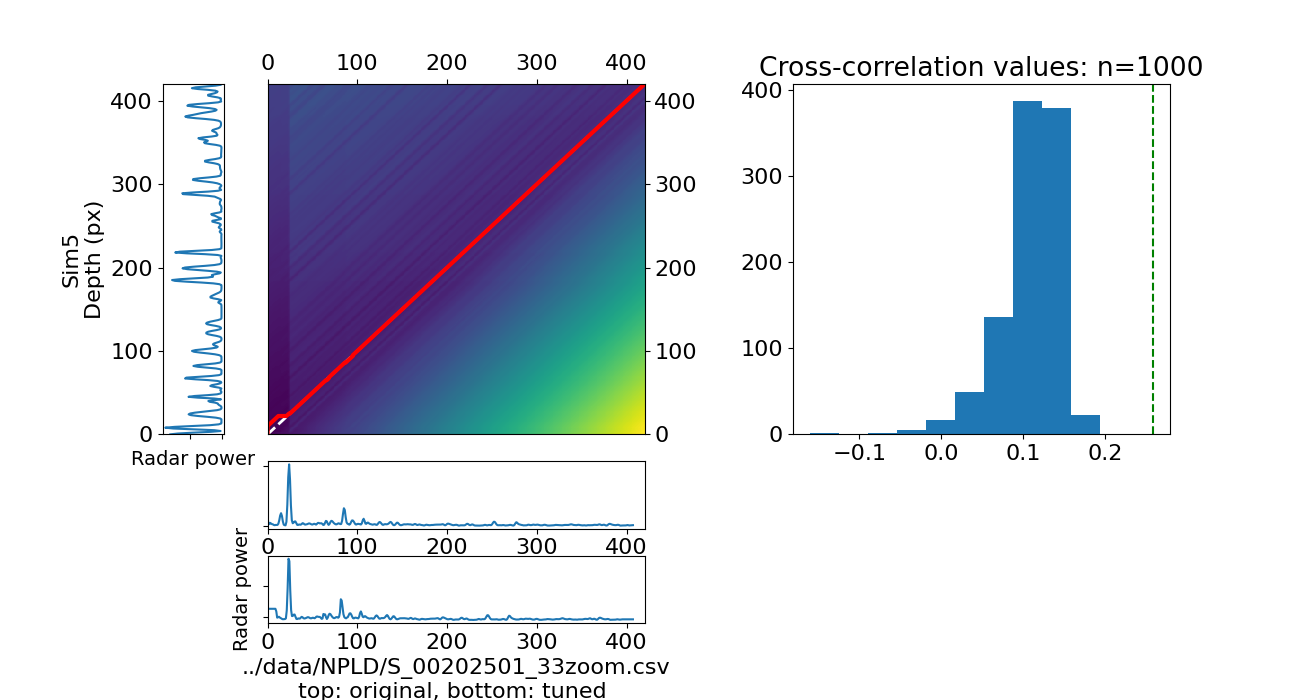 0 100 200 300 400
Cross-correlation values: n=1000
400
300
200
100
0
Sim5
Depth (px)
400
300
200
100
0
400
300
200
100
0
−0.1 0.0 0.1 0.2
Radar power
0 100 200 300 400
Radar power
0 100 200 300 400
../data/NPLD/S_00202501_33zoom.csv
top: original, bottom: tuned